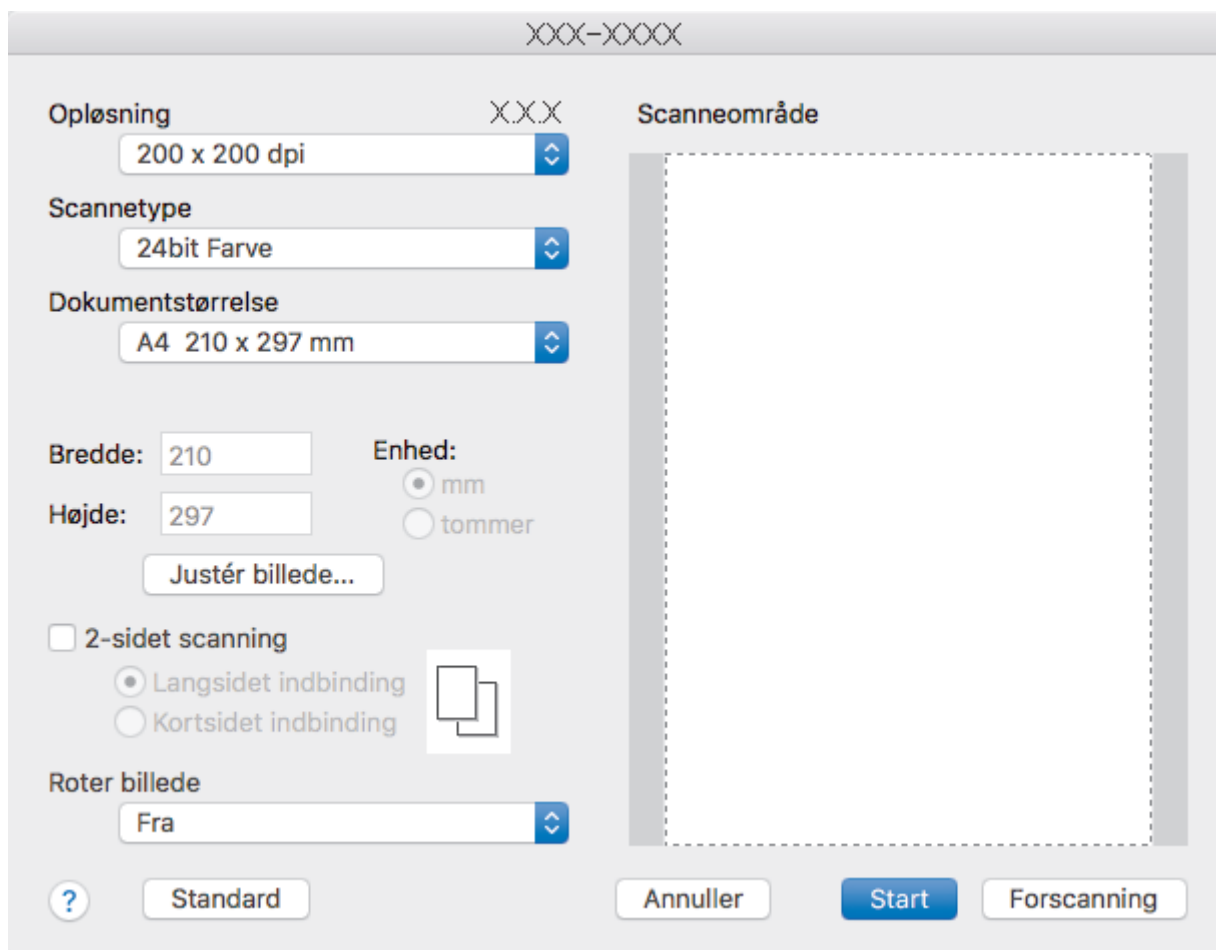 XXX-XXXX
Opløsning
X.X.X
200 x 200 dpi
Scannetype
24bit Farve
Dokumentstørrelse
A4 210 x 297 mm
Bredde: 210
Højde: 297
Enhed:
mm
tommer
Justér billede...
2-sidet scanning
Langsidet indbinding
Kortsidet indbinding
Roter billede
Fra
Scanneområde
?
Standard
Annuller
Start
Forscanning